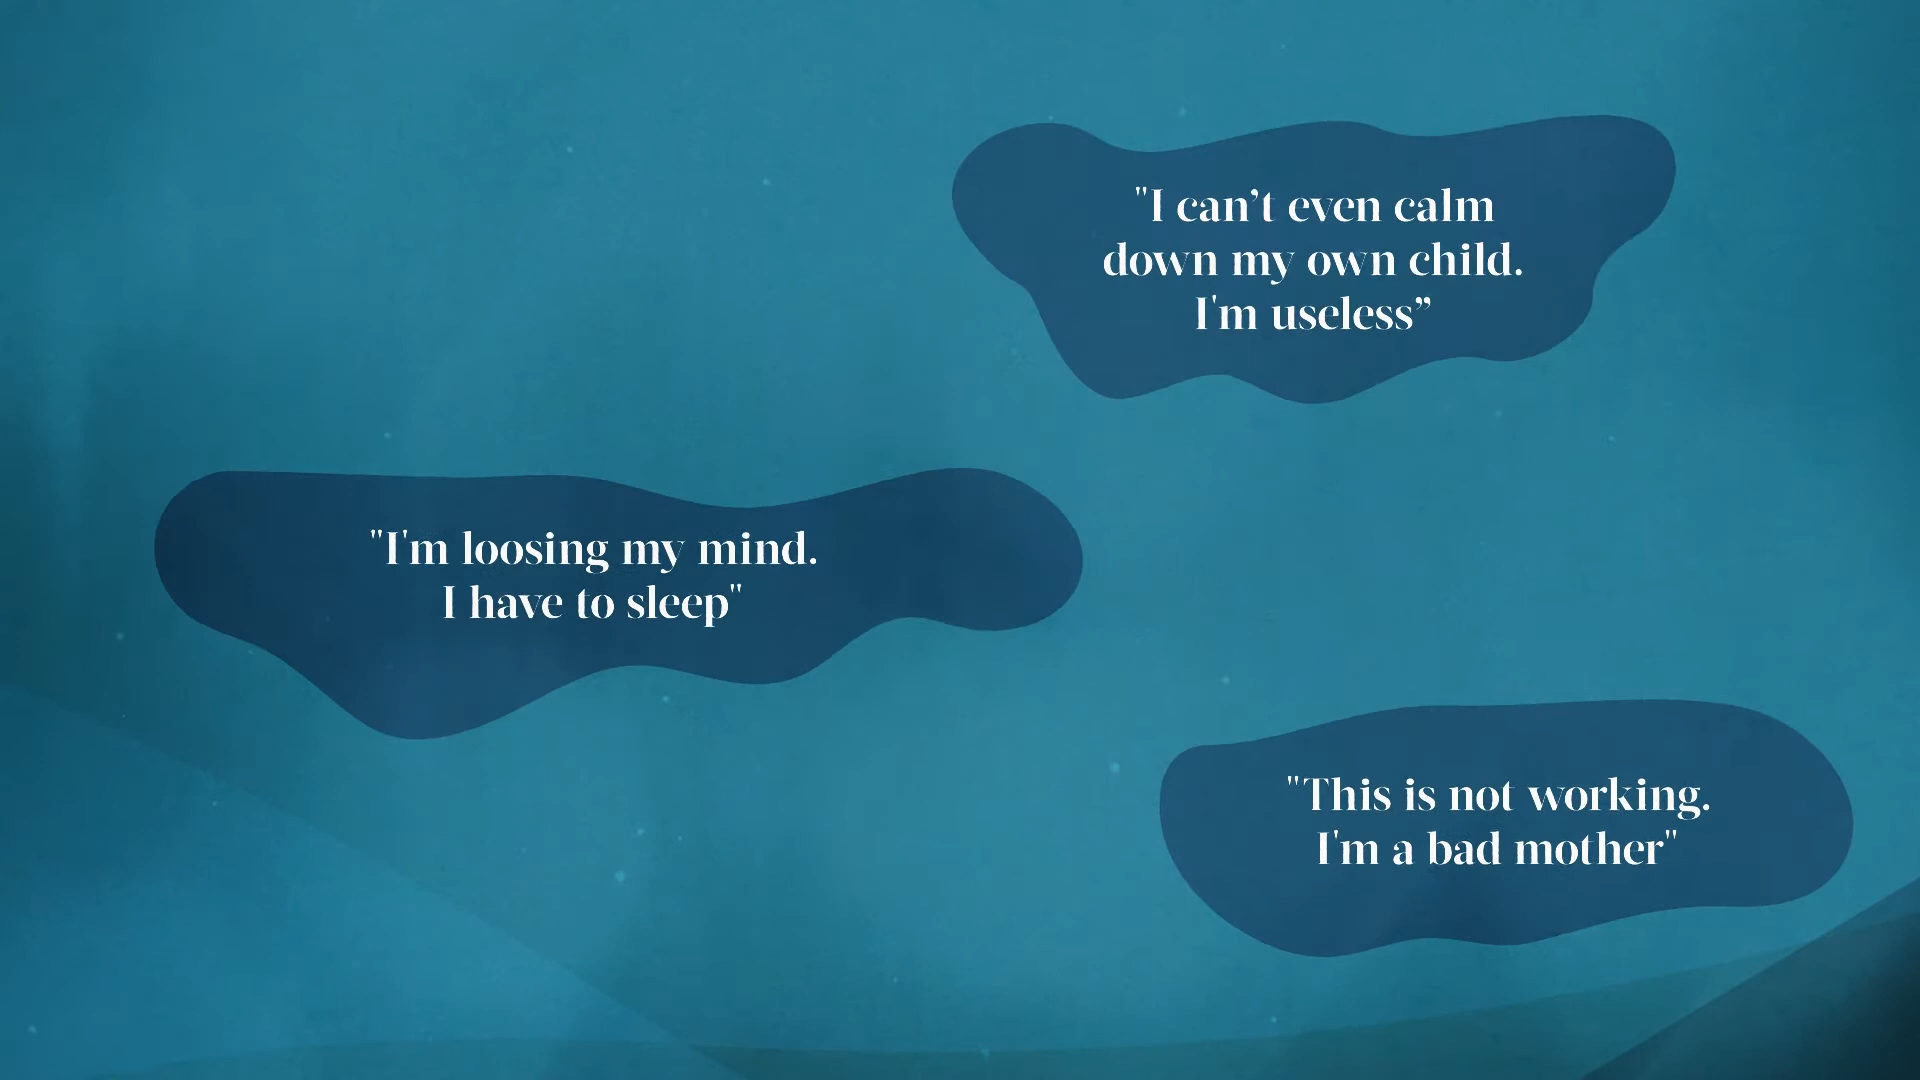 "I can’t even calm
down my own child.
I'm useless”
"I'm loosing my mind.
I have to sleep"
"This is not working.
I'm a bad mother"